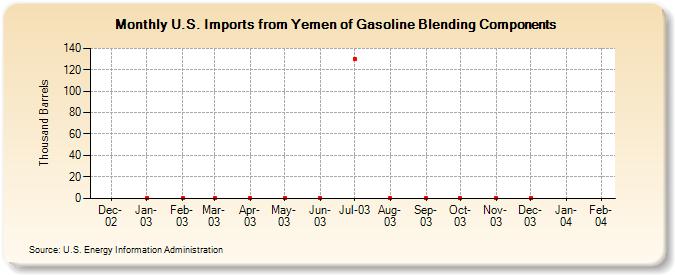 Monthly U.S. Imports from Yemen of Gasoline Blending Components
Thousand Barrels
140
120
100
80
60
40
20
0
Dec-02 Jan-03 Feb-03 Mar-03 Apr-03 May-03 Jun-03 Jul-03 Aug-03 Sep-03 Oct-03 Nov-03 Dec-03 Jan-04 Feb-04
Source: U.S. Energy Information Administration